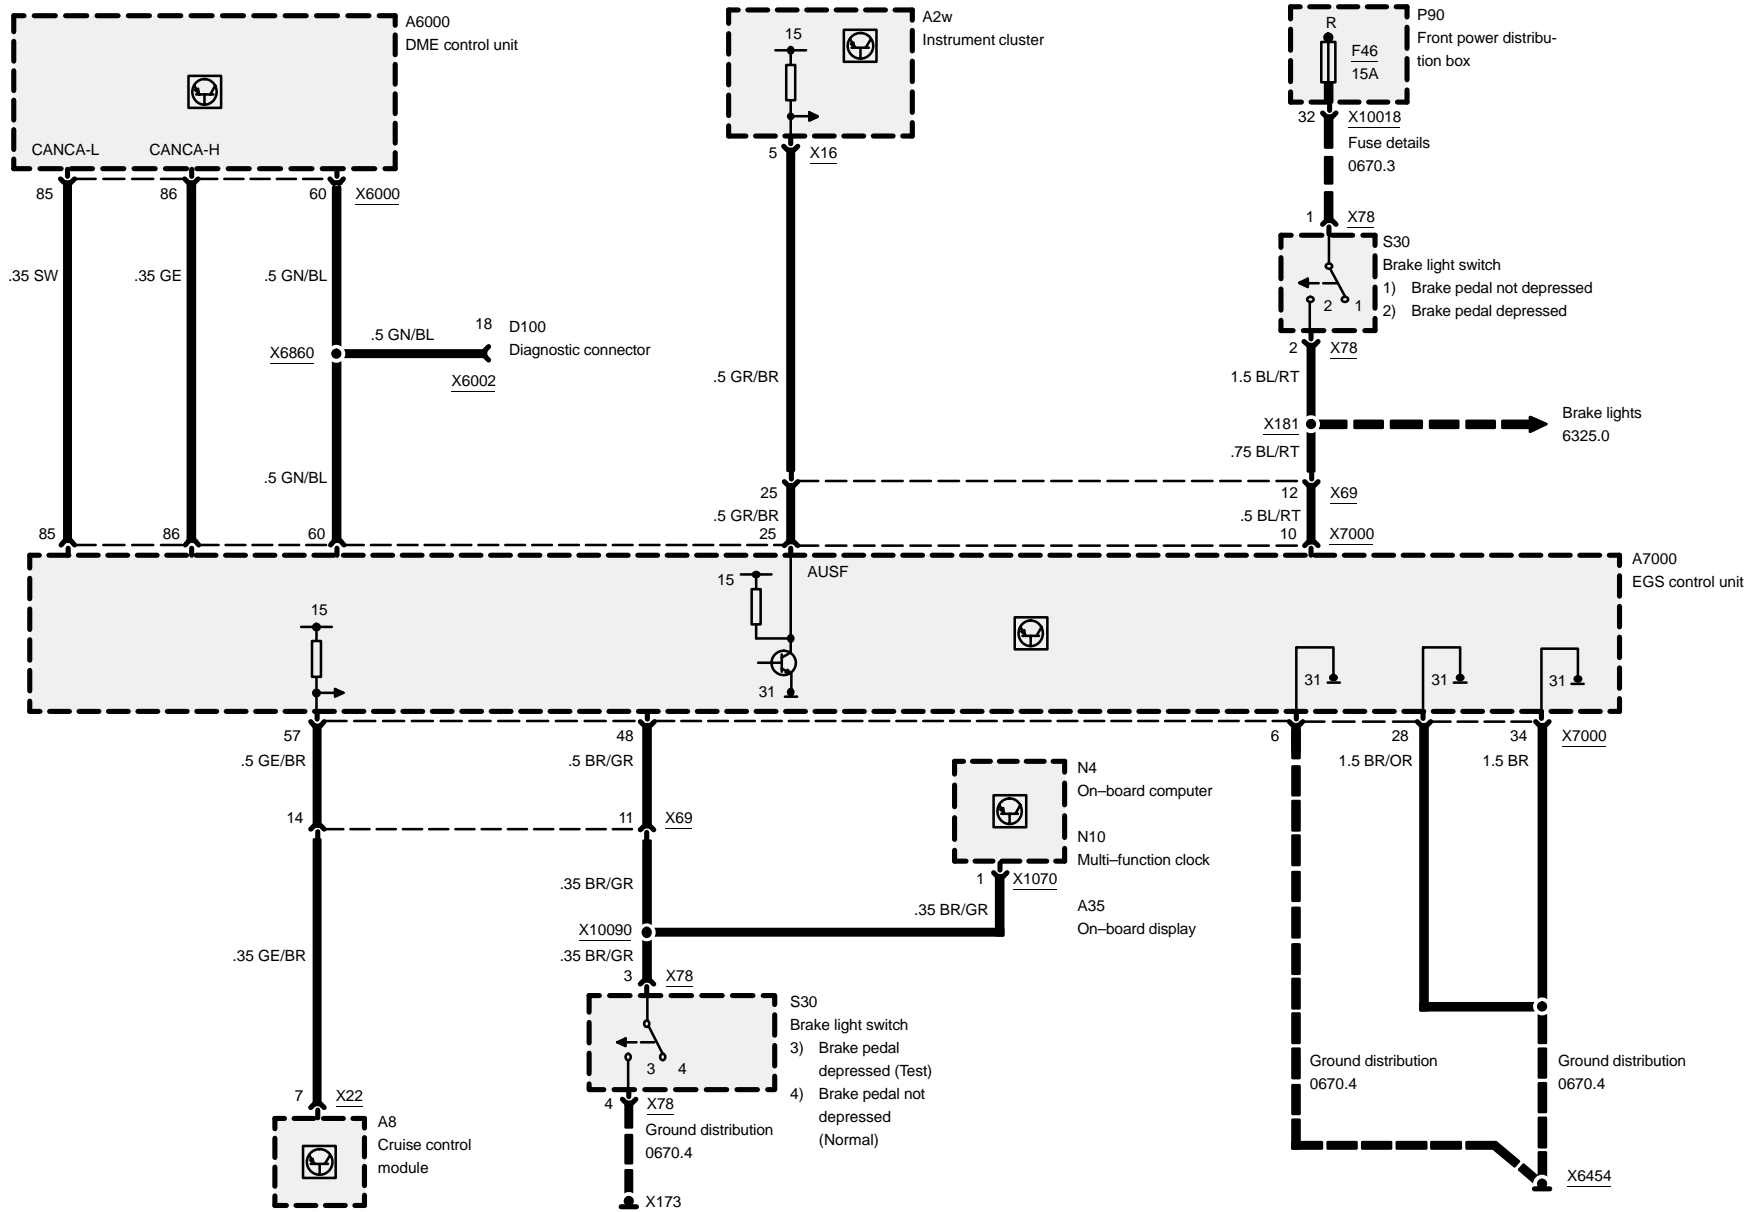 A6000
DME control unit
CANCA-L
CANCA-H
85
86
60
X6000
.35 SW
.35 GE
.5 GN/BL
.5 GN/BL
18
D100
Diagnostic connector
X6860
X6002
.5 GN/BL
85
86
60
A2w
Instrument cluster
15
5
X16
.5 GR/BR
25
.5 GR/BR
25
P90
Front power distribu-
tion box
R
F46
15A
32
X10018
Fuse details
0670.3
1
X78
S30
Brake light switch
1) Brake pedal not depressed
2) Brake pedal depressed
2
1
2
X78
1.5 BL/RT
X181
Brake lights
6325.0
.75 BL/RT
12
X69
.5 BL/RT
10
X7000
A7000
EGS control unit
15
15
AUSF
31
31
31
31
57
48
6
28
34
X7000
.5 GE/BR
.5 BR/GR
1.5 BR/OR
1.5 BR
14
11
X69
N4
On–board computer
N10
Multi–function clock
1
X1070
A35
On–board display
.35 BR/GR
.35 BR/GR
X10090
.35 BR/GR
.35 GE/BR
3
X78
S30
Brake light switch
3) Brake pedal
depressed (Test)
4) Brake pedal not
depressed
(Normal)
3
4
4
X78
Ground distribution
0670.4
X173
7
X22
A8
Cruise control
module
Ground distribution
0670.4
Ground distribution
0670.4
X6454